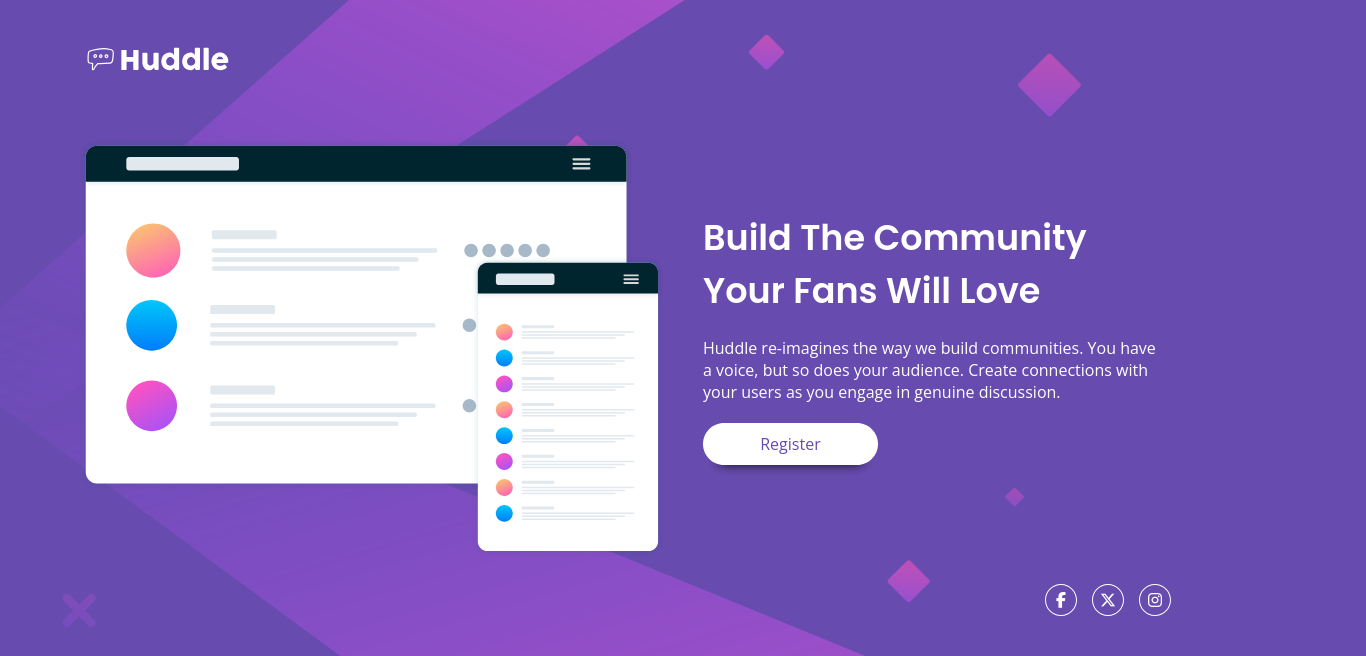 Huddle
Build The Community
Your Fans Will Love
Huddle re-imagines the way we build communities. You have
a voice, but so does your audience. Create connections with
your users as you engage in genuine discussion.
Register